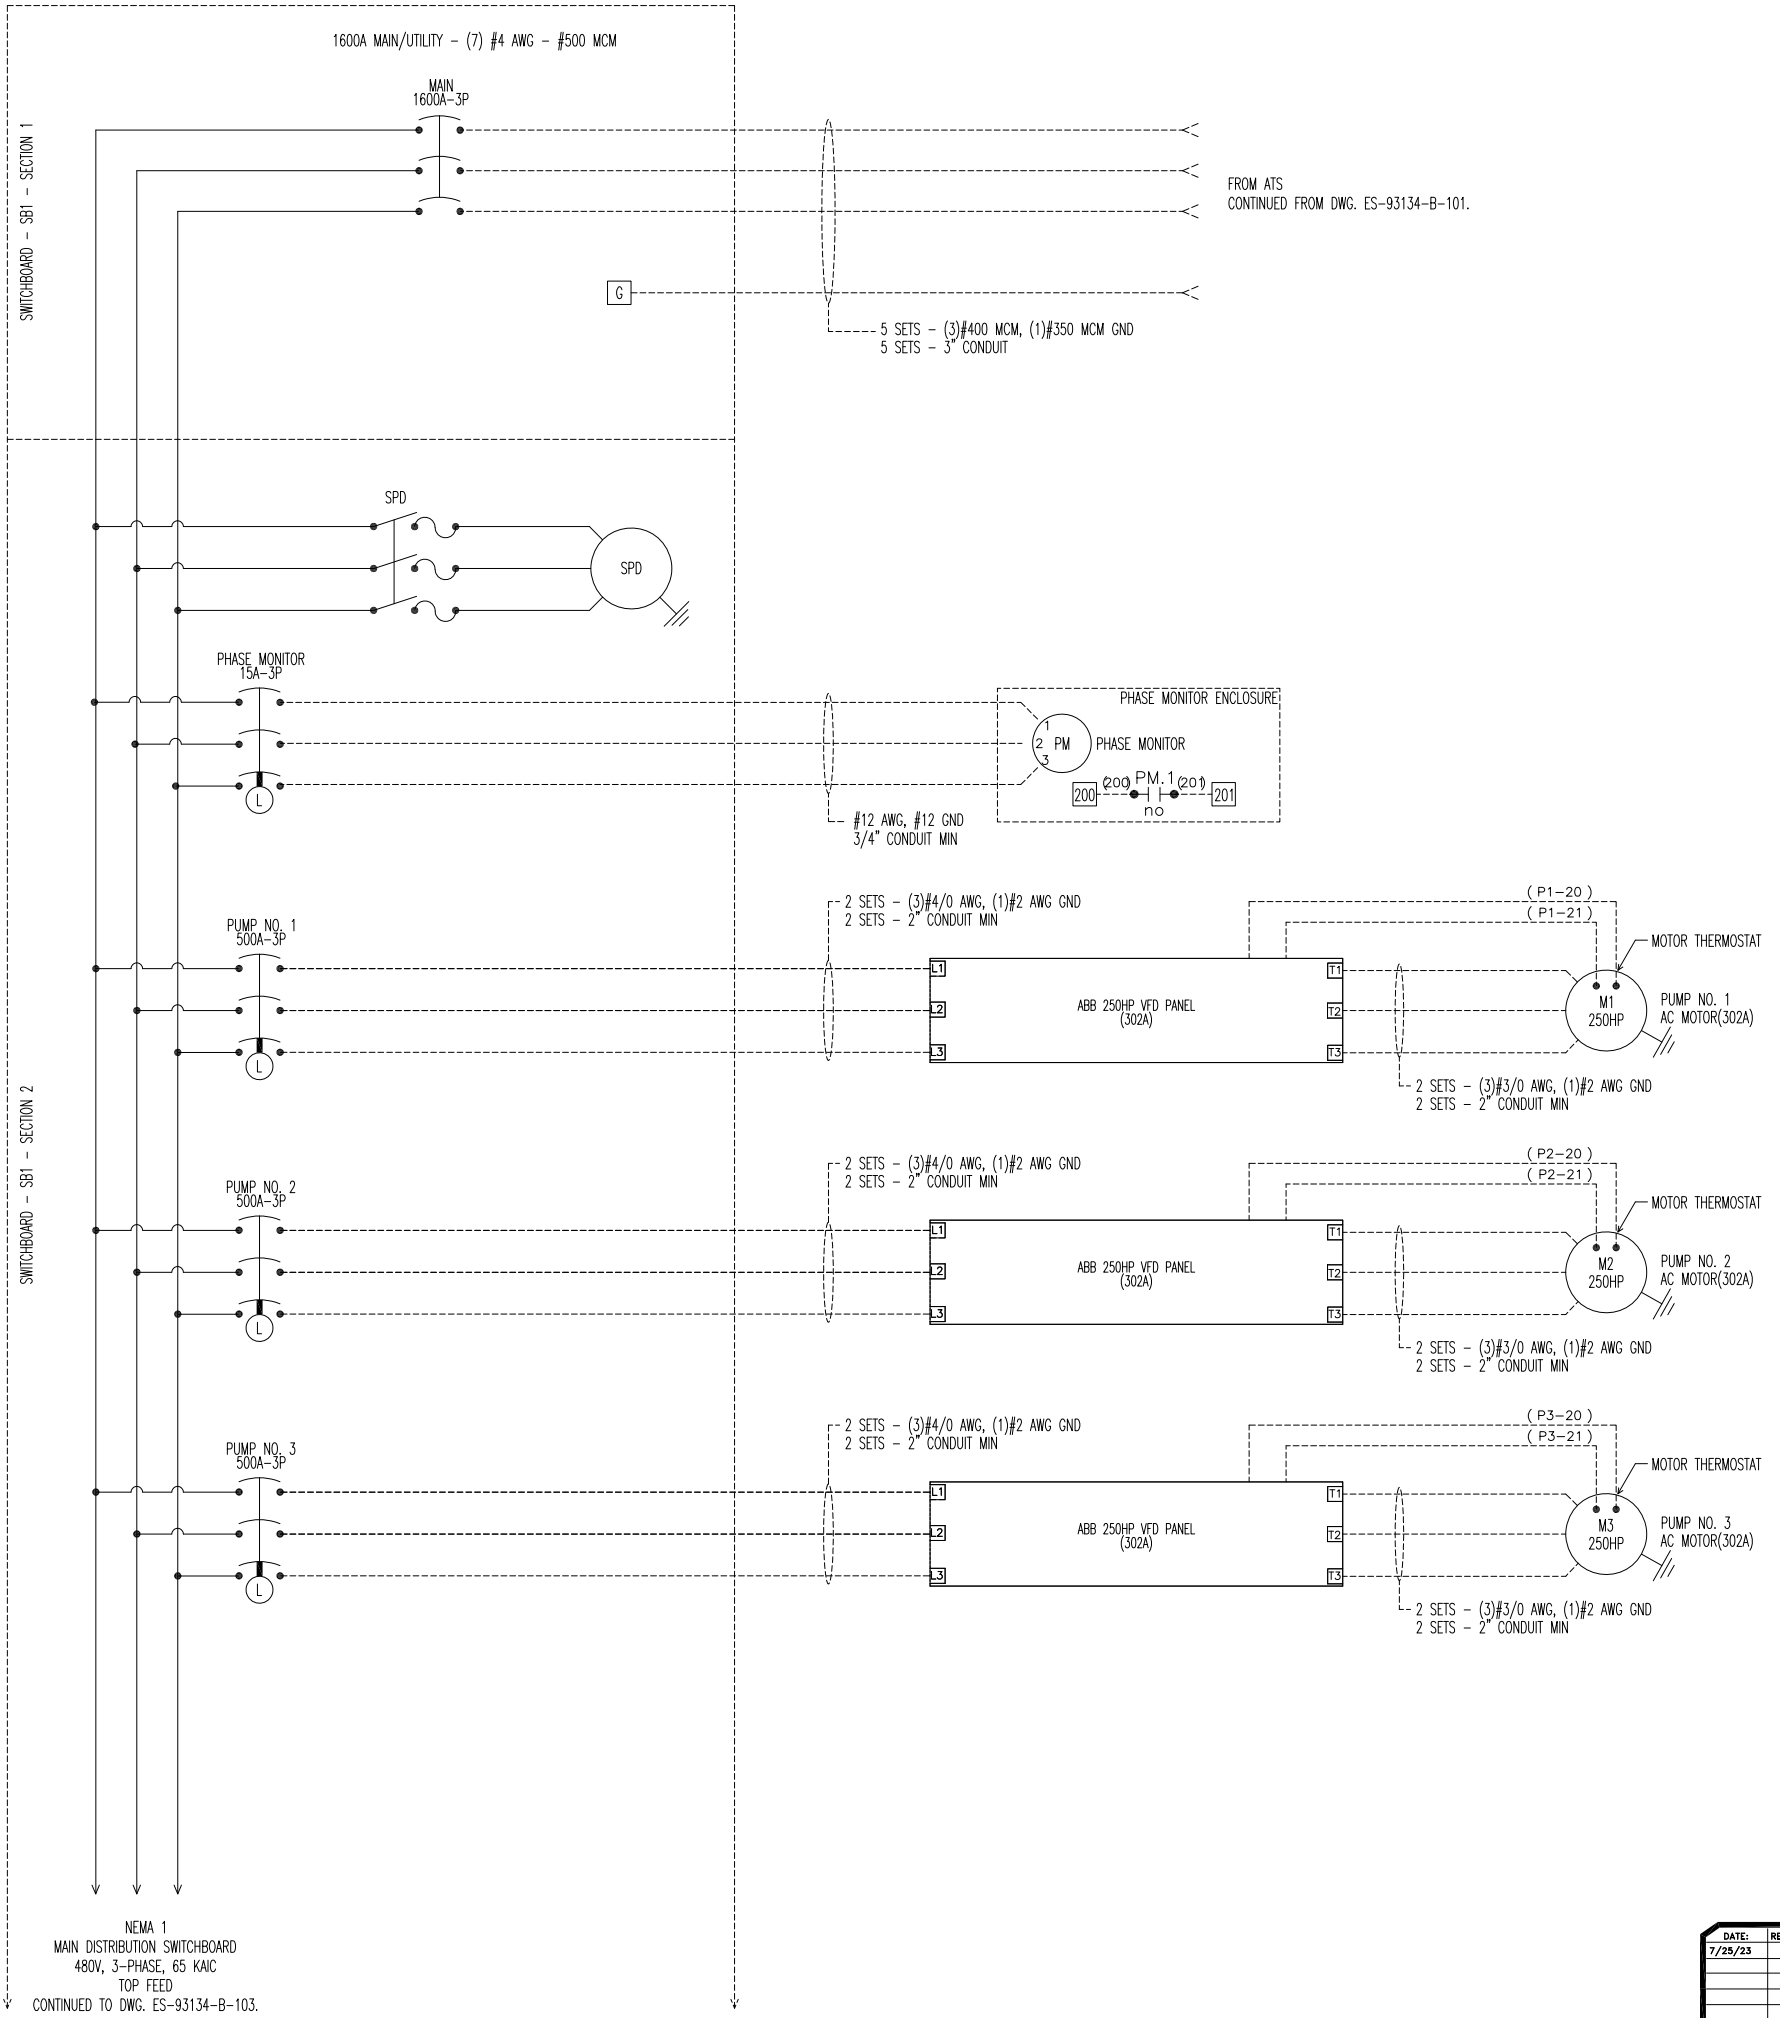 1600A MAIN/UTILITY - (7) #4 AWG - #500 MCM
MAIN
1600A-3P
SWITCHBOARD - SB1 - SECTION 1
FROM ATS
CONTINUED FROM DWG. ES-93134-B-101.
G
5 SETS - (3)#400 MCM, (1)#350 MCM GND
5 SETS - 3" CONDUIT
SPD
SPD
PHASE MONITOR
15A-3P
L
PHASE MONITOR ENCLOSURE
1
2 PM
3
PHASE MONITOR
200 (200) PM.1 (201) 201
no
#12 AWG, #12 GND
3/4" CONDUIT MIN
SWITCHBOARD - SB1 - SECTION 2
2 SETS - (3)#4/0 AWG, (1)#2 AWG GND
2 SETS - 2" CONDUIT MIN
PUMP NO. 1
500A-3P
L
L1
L2
L3
ABB 250HP VFD PANEL
(302A)
T1
T2
T3
( P1-20 )
( P1-21 )
MOTOR THERMOSTAT
M1
250HP
PUMP NO. 1
AC MOTOR(302A)
2 SETS - (3)#3/0 AWG, (1)#2 AWG GND
2 SETS - 2" CONDUIT MIN
2 SETS - (3)#4/0 AWG, (1)#2 AWG GND
2 SETS - 2" CONDUIT MIN
PUMP NO. 2
500A-3P
L
L1
L2
L3
ABB 250HP VFD PANEL
(302A)
T1
T2
T3
( P2-20 )
( P2-21 )
MOTOR THERMOSTAT
M2
250HP
PUMP NO. 2
AC MOTOR(302A)
2 SETS - (3)#3/0 AWG, (1)#2 AWG GND
2 SETS - 2" CONDUIT MIN
2 SETS - (3)#4/0 AWG, (1)#2 AWG GND
2 SETS - 2" CONDUIT MIN
PUMP NO. 3
500A-3P
L
L1
L2
L3
ABB 250HP VFD PANEL
(302A)
T1
T2
T3
( P3-20 )
( P3-21 )
MOTOR THERMOSTAT
M3
250HP
PUMP NO. 3
AC MOTOR(302A)
2 SETS - (3)#3/0 AWG, (1)#2 AWG GND
2 SETS - 2" CONDUIT MIN
NEMA 1
MAIN DISTRIBUTION SWITCHBOARD
480V, 3-PHASE, 65 KAIC
TOP FEED
CONTINUED TO DWG. ES-93134-B-103.
DATE:
7/25/23